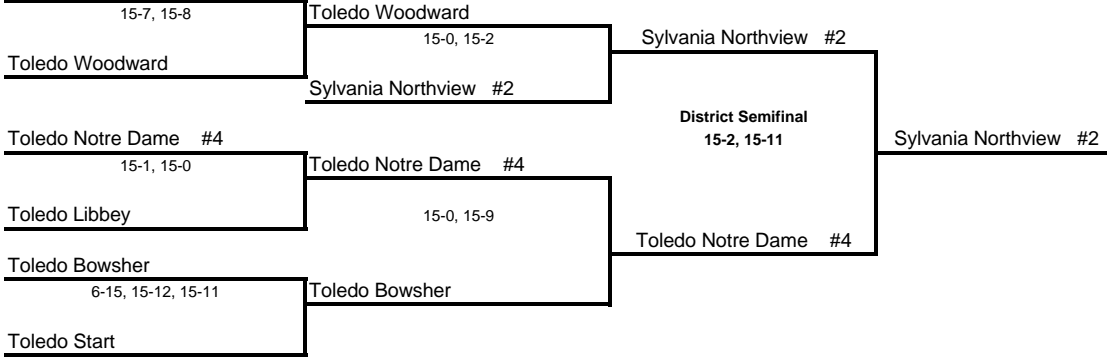 15-7, 15-8
Toledo Woodward
15-0, 15-2
Sylvania Northview #2
Toledo Woodward
Sylvania Northview #2
District Semifinal
15-2, 15-11
Toledo Notre Dame #4
Sylvania Northview #2
15-1, 15-0
Toledo Notre Dame #4
Toledo Libbey
15-0, 15-9
Toledo Notre Dame #4
Toledo Bowsher
6-15, 15-12, 15-11
Toledo Bowsher
Toledo Start